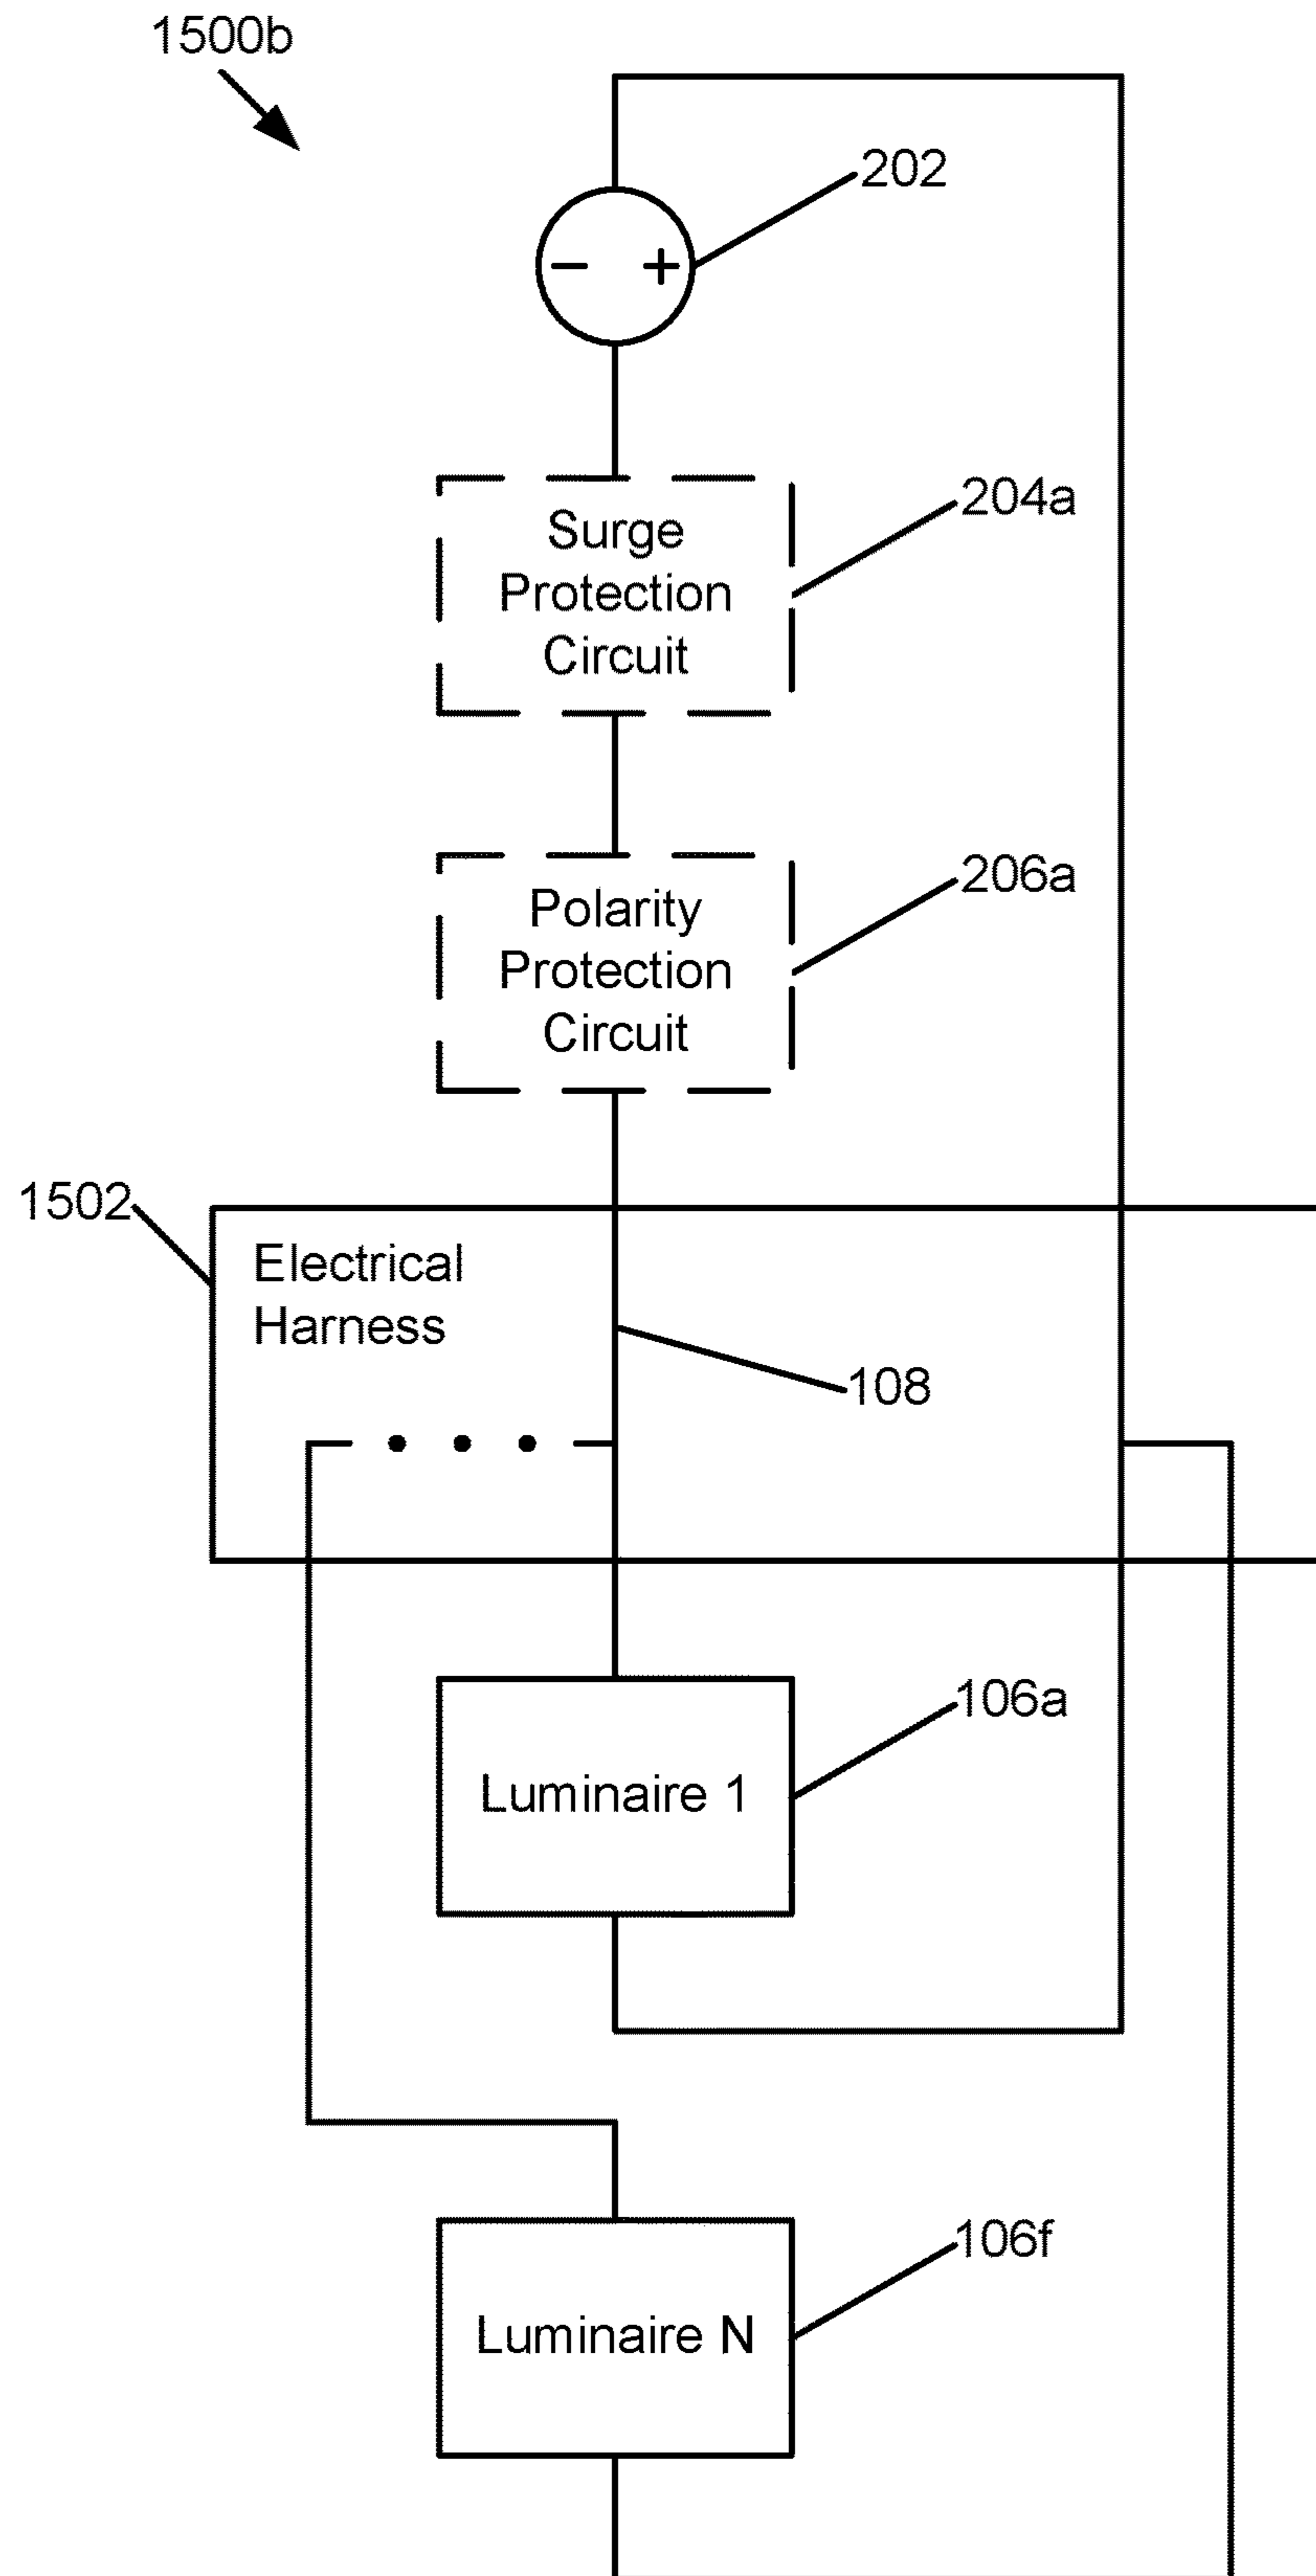 1500b
202
− +
Surge
Protection
Circuit
204a
Polarity
Protection
Circuit
206a
1502
Electrical
Harness
108
106a
Luminaire 1
106f
Luminaire N